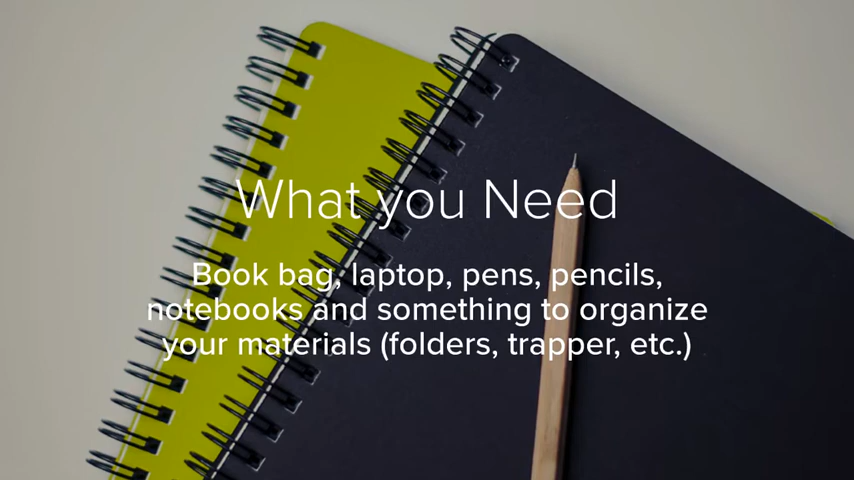 What you Need
Book bag, laptop, pens, pencils,
notebooks and something to organize
your materials (folders, trapper, etc.)